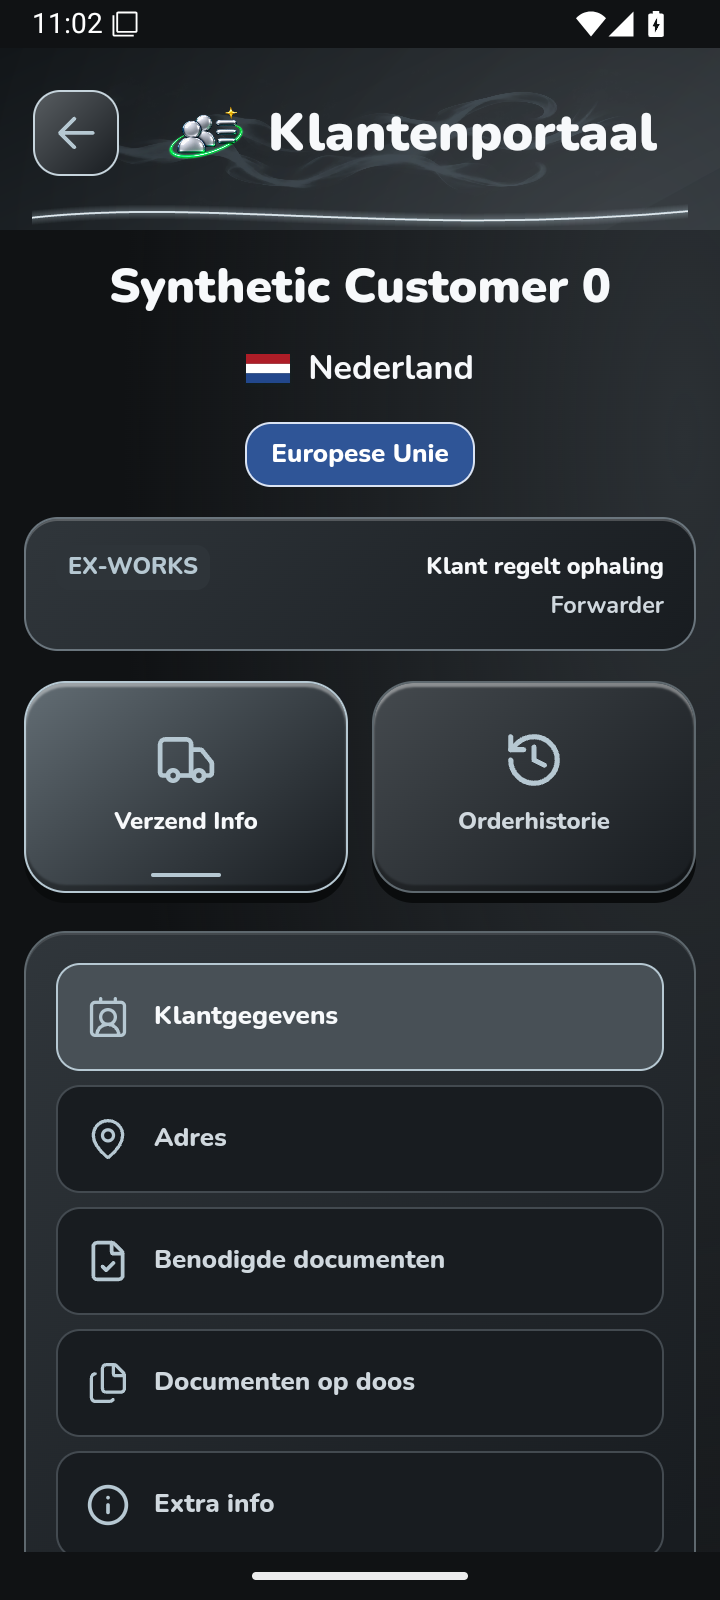 11:02
Klantenportaal
Synthetic Customer 0
Nederland
Europese Unie
EX-WORKS
Klant regelt ophaling
Forwarder
Verzend Info
Orderhistorie
Klantgegevens
Adres
Benodigde documenten
Documenten op doos
Extra info